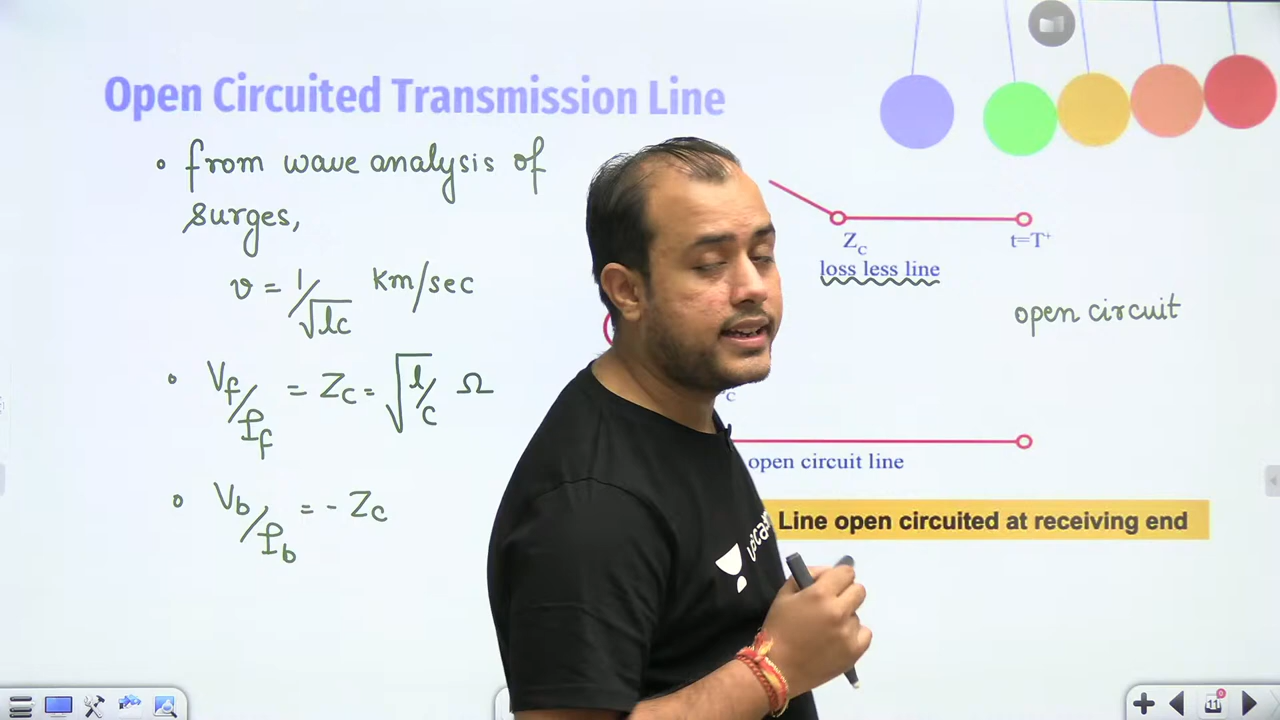 Open Circuited Transmission Line
• from wave analysis of
surges,
v = 1/√lc km/sec
• Vf/If = Zc = √l/c Ω
• Vb/Ib = - Zc
Zc
t=T+
loss less line
open circuit
open circuit line
Line open circuited at receiving end
11